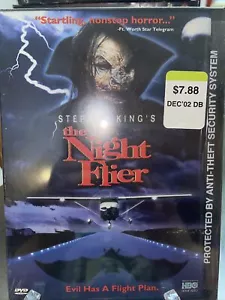 "Startling, nonstop horror..."
-Ft. Worth Star Telegram
$7.88
DEC'02 DB
STEPHEN KING'S
the
Night
Flier
PROTECTED BY ANTI-THEFT SECURITY SYSTEM
Evil Has A Flight Plan.
DVD
HBO